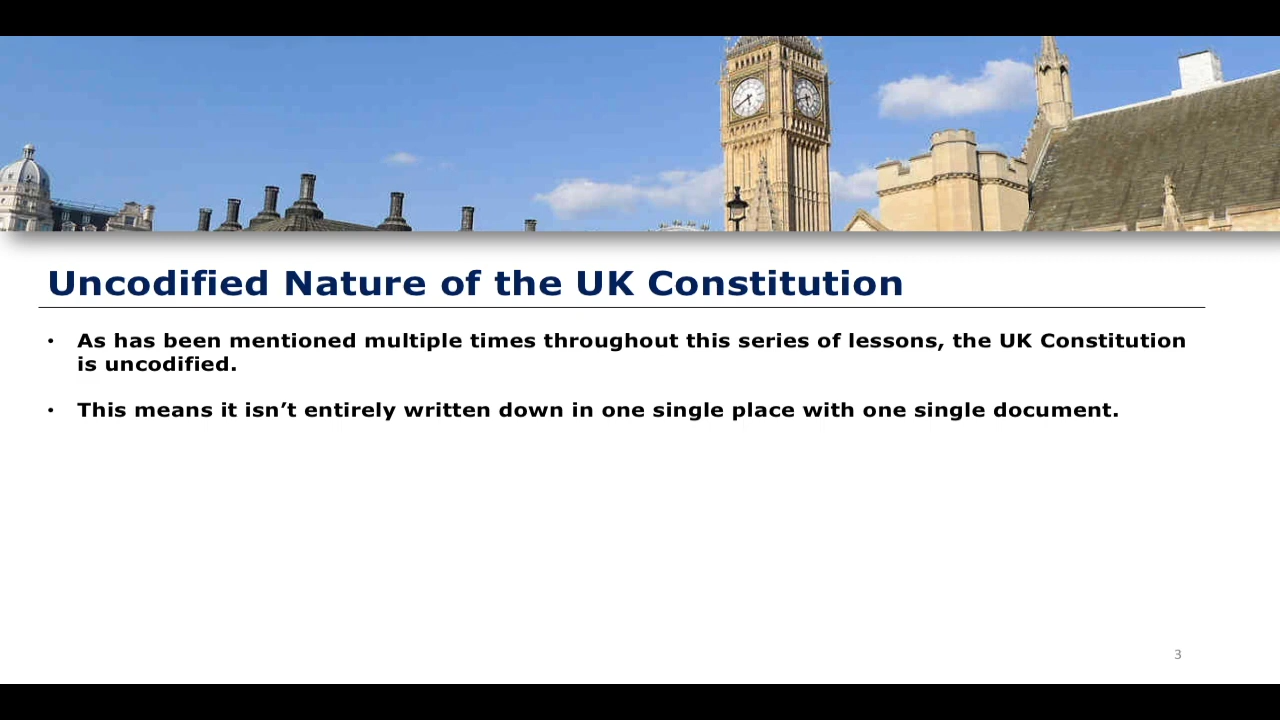 Uncodified Nature of the UK Constitution
• As has been mentioned multiple times throughout this series of lessons, the UK Constitution
is uncodified.
• This means it isn’t entirely written down in one single place with one single document.
3